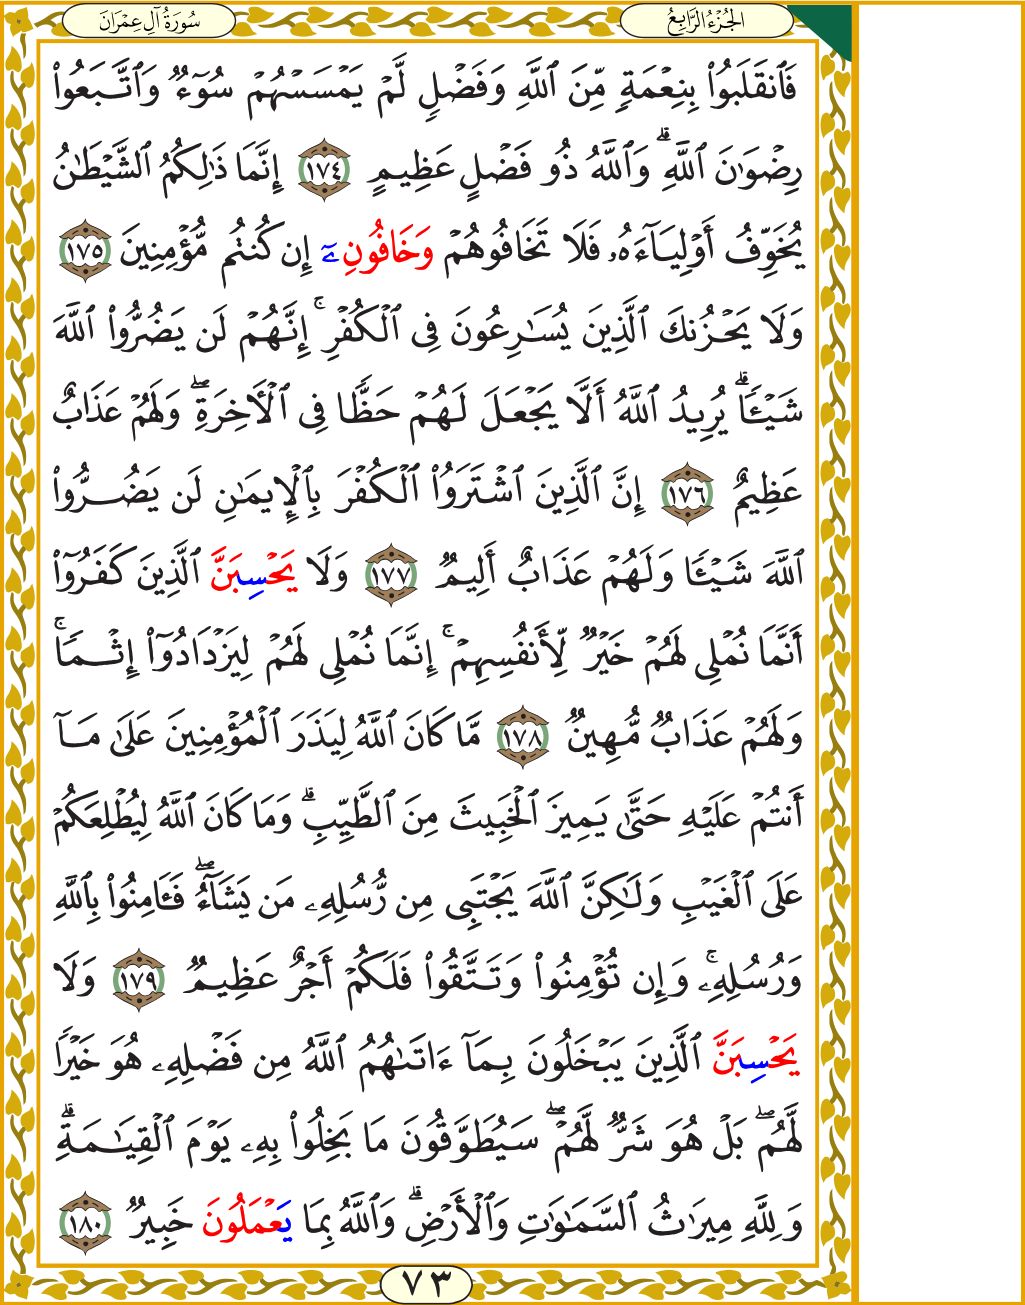 الجُزْءُ الرَّابِعُ
سُورَةُ آلِ عِمْرَانَ
فَٱنقَلَبُوا۟ بِنِعْمَةٍ مِّنَ ٱللَّهِ وَفَضْلٍ لَّمْ يَمْسَسْهُمْ سُوٓءٌ وَٱتَّبَعُوا۟
رِضْوَٰنَ ٱللَّهِ ۗ وَٱللَّهُ ذُو فَضْلٍ عَظِيمٍ ١٧٤ إِنَّمَا ذَٰلِكُمُ ٱلشَّيْطَٰنُ
يُخَوِّفُ أَوْلِيَآءَهُۥ فَلَا تَخَافُوهُمْ وَخَافُونِۦٓ إِن كُنتُم مُّؤْمِنِينَ ١٧٥
وَلَا يَحْزُنكَ ٱلَّذِينَ يُسَٰرِعُونَ فِى ٱلْكُفْرِ ۚ إِنَّهُمْ لَن يَضُرُّوا۟ ٱللَّهَ
شَيْـًٔا ۗ يُرِيدُ ٱللَّهُ أَلَّا يَجْعَلَ لَهُمْ حَظًّا فِى ٱلْـَٔاخِرَةِ ۖ وَلَهُمْ عَذَابٌ
عَظِيمٌ ١٧٦ إِنَّ ٱلَّذِينَ ٱشْتَرَوُا۟ ٱلْكُفْرَ بِٱلْإِيمَٰنِ لَن يَضُرُّوا۟
ٱللَّهَ شَيْـًٔا وَلَهُمْ عَذَابٌ أَلِيمٌ ١٧٧ وَلَا يَحْسِبَنَّ ٱلَّذِينَ كَفَرُوٓا۟
أَنَّمَا نُمْلِى لَهُمْ خَيْرٌ لِّأَنفُسِهِمْ ۚ إِنَّمَا نُمْلِى لَهُمْ لِيَزْدَادُوٓا۟ إِثْمًا ۚ
وَلَهُمْ عَذَابٌ مُّهِينٌ ١٧٨ مَّا كَانَ ٱللَّهُ لِيَذَرَ ٱلْمُؤْمِنِينَ عَلَىٰ مَآ
أَنتُمْ عَلَيْهِ حَتَّىٰ يَمِيزَ ٱلْخَبِيثَ مِنَ ٱلطَّيِّبِ ۗ وَمَا كَانَ ٱللَّهُ لِيُطْلِعَكُمْ
عَلَى ٱلْغَيْبِ وَلَٰكِنَّ ٱللَّهَ يَجْتَبِى مِن رُّسُلِهِۦ مَن يَشَآءُ ۖ فَـَٔامِنُوا۟ بِٱللَّهِ
وَرُسُلِهِۦ ۚ وَإِن تُؤْمِنُوا۟ وَتَتَّقُوا۟ فَلَكُمْ أَجْرٌ عَظِيمٌ ١٧٩ وَلَا
يَحْسِبَنَّ ٱلَّذِينَ يَبْخَلُونَ بِمَآ ءَاتَىٰهُمُ ٱللَّهُ مِن فَضْلِهِۦ هُوَ خَيْرًا
لَّهُم ۖ بَلْ هُوَ شَرٌّ لَّهُمْ ۖ سَيُطَوَّقُونَ مَا بَخِلُوا۟ بِهِۦ يَوْمَ ٱلْقِيَٰمَةِ ۗ
وَلِلَّهِ مِيرَٰثُ ٱلسَّمَٰوَٰتِ وَٱلْأَرْضِ ۗ وَٱللَّهُ بِمَا يَعْمَلُونَ خَبِيرٌ ١٨٠
٧٣